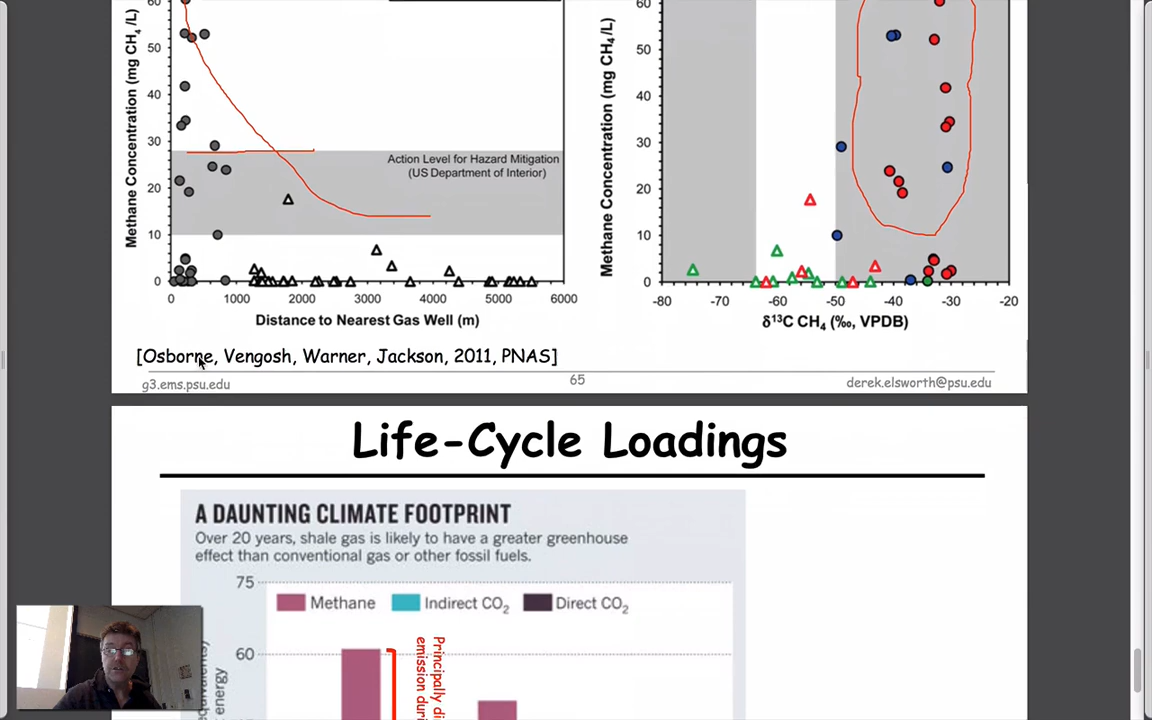 60
50
40
30
20
10
0
Methane Concentration (mg CH4/L)
Action Level for Hazard Mitigation
(US Department of Interior)
0 1000 2000 3000 4000 5000 6000
Distance to Nearest Gas Well (m)
60
50
40
30
20
10
0
Methane Concentration (mg CH4/L)
-80 -70 -60 -50 -40 -30 -20
δ13C CH4 (‰, VPDB)
[Osborne, Vengosh, Warner, Jackson, 2011, PNAS]
g3.ems.psu.edu
65
derek.elsworth@psu.edu
Life-Cycle Loadings
A DAUNTING CLIMATE FOOTPRINT
Over 20 years, shale gas is likely to have a greater greenhouse
effect than conventional gas or other fossil fuels.
75
Methane Indirect CO2 Direct CO2
60
energy
Principally
emission